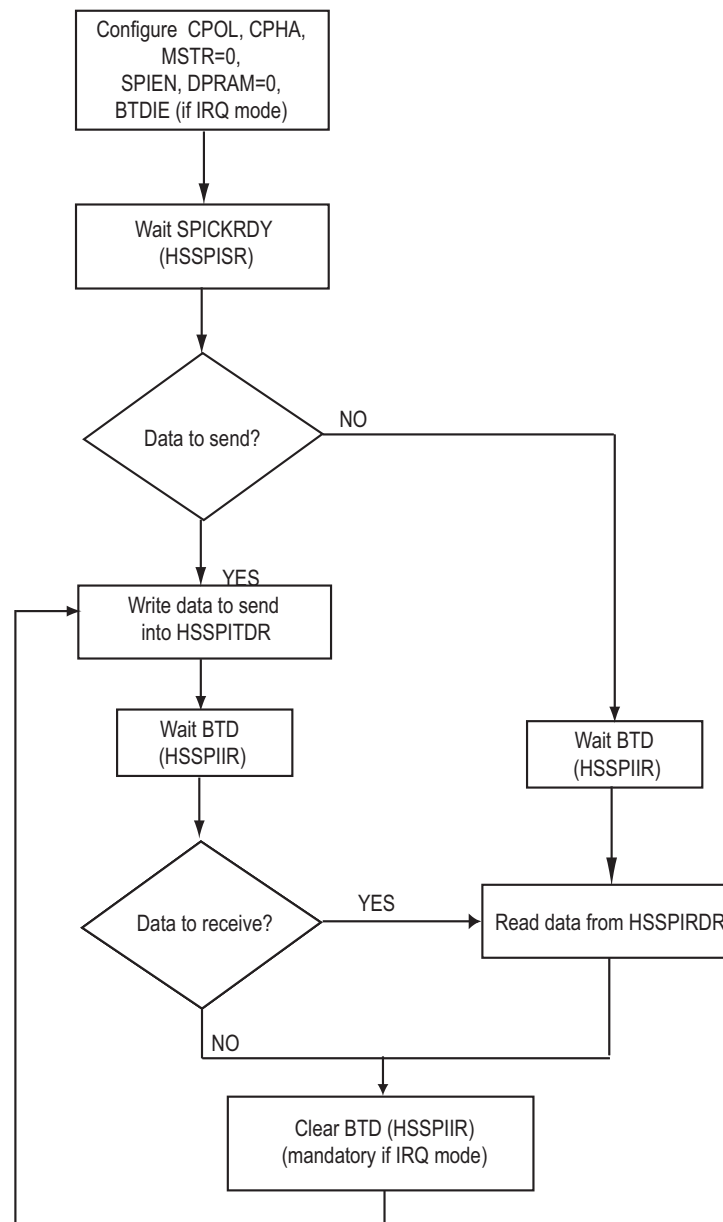 Configure CPOL, CPHA,
MSTR=0,
SPIEN, DPRAM=0,
BTDIE (if IRQ mode)
Wait SPICKRDY
(HSSPISR)
Data to send?
NO
YES
Write data to send
into HSSPITDR
Wait BTD
(HSSPIIR)
Wait BTD
(HSSPIIR)
Data to receive?
YES
Read data from HSSPIRDR
NO
Clear BTD (HSSPIIR)
(mandatory if IRQ mode)